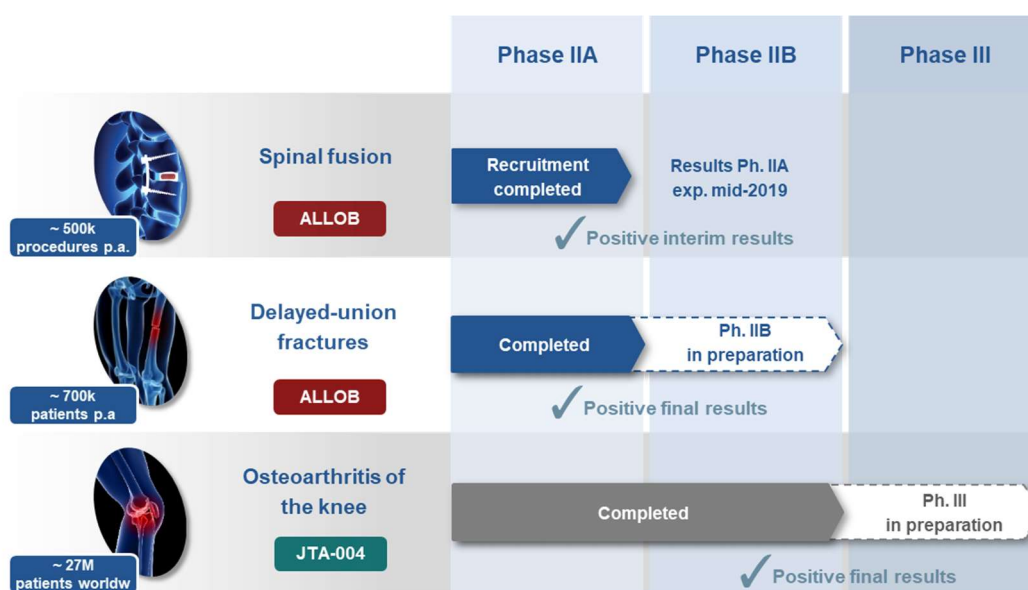 Phase IIA
Phase IIB
Phase III
Spinal fusion
ALLOB
~ 500k
procedures p.a.
Recruitment
completed
Results Ph. IIA
exp. mid-2019
Positive interim results
Delayed-union
fractures
ALLOB
~ 700k
patients p.a
Completed
Ph. IIB
in preparation
Positive final results
Osteoarthritis of
the knee
JTA-004
~ 27M
patients worldw
Completed
Ph. III
in preparation
Positive final results